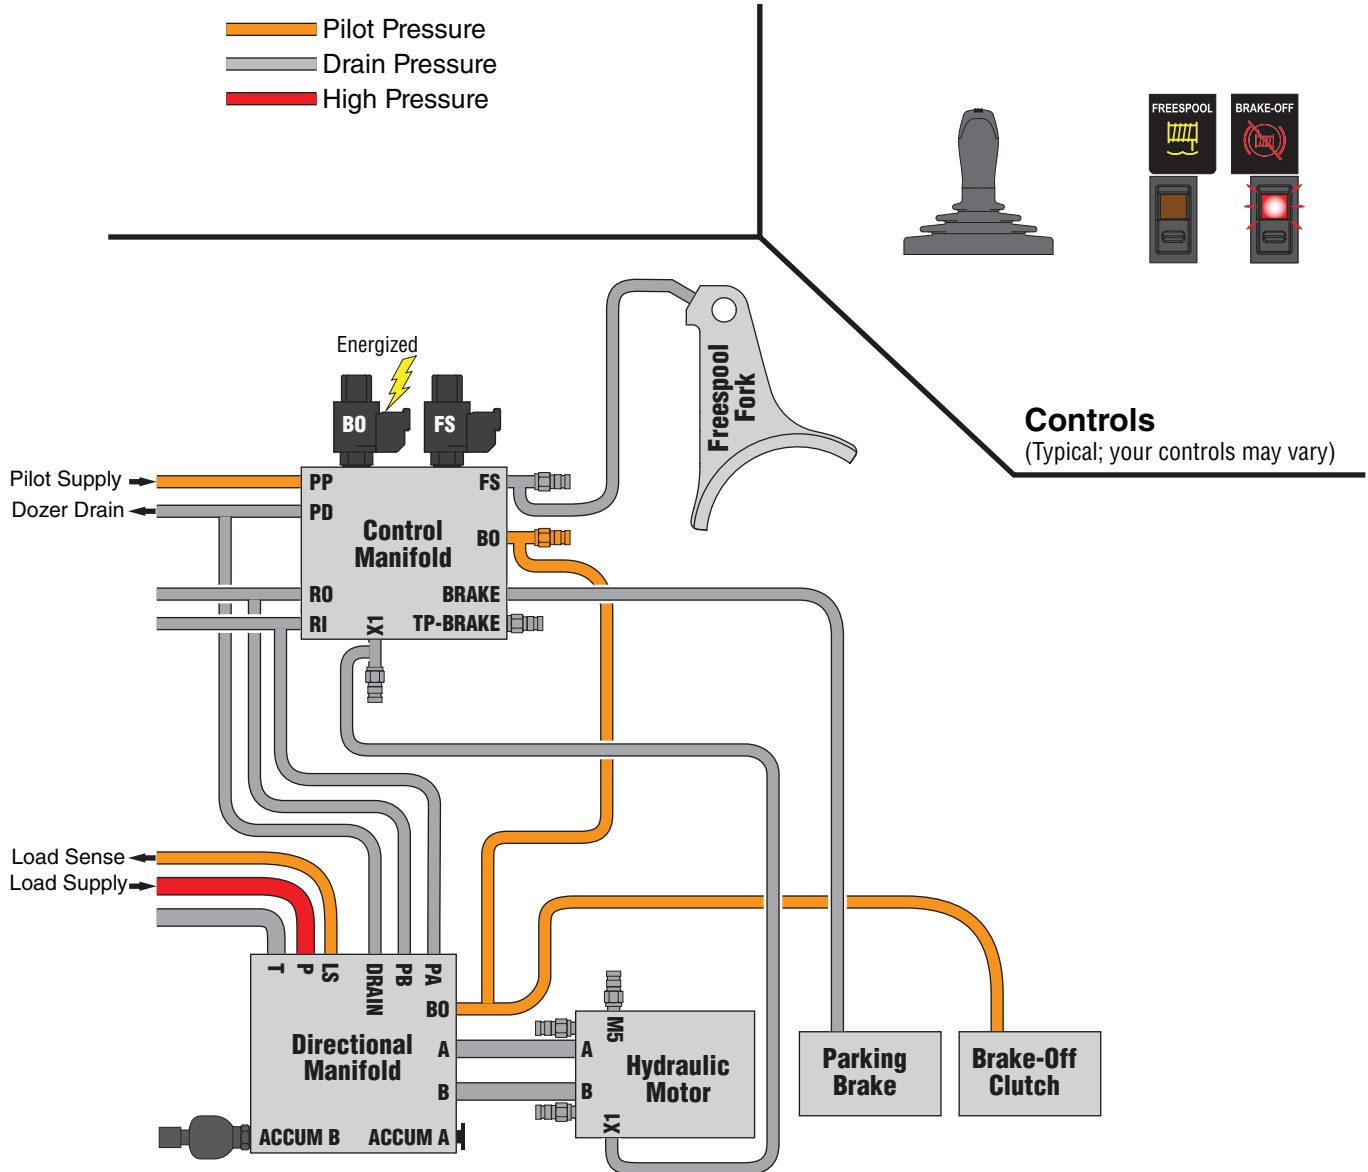 Pilot Pressure
Drain Pressure
High Pressure
FREESPOOL
BRAKE-OFF
Controls
(Typical; your controls may vary)
Energized
BO
FS
Freespool
Fork
Pilot Supply
Dozer Drain
PP
PD
RO
RI
Control
Manifold
FS
BO
BRAKE
TP-BRAKE
LX
Load Sense
Load Supply
T
P
LS
DRAIN
PB
PA
BO
A
B
Directional
Manifold
ACCUM B
ACCUM A
M5
A
B
LX
Hydraulic
Motor
Parking
Brake
Brake-Off
Clutch